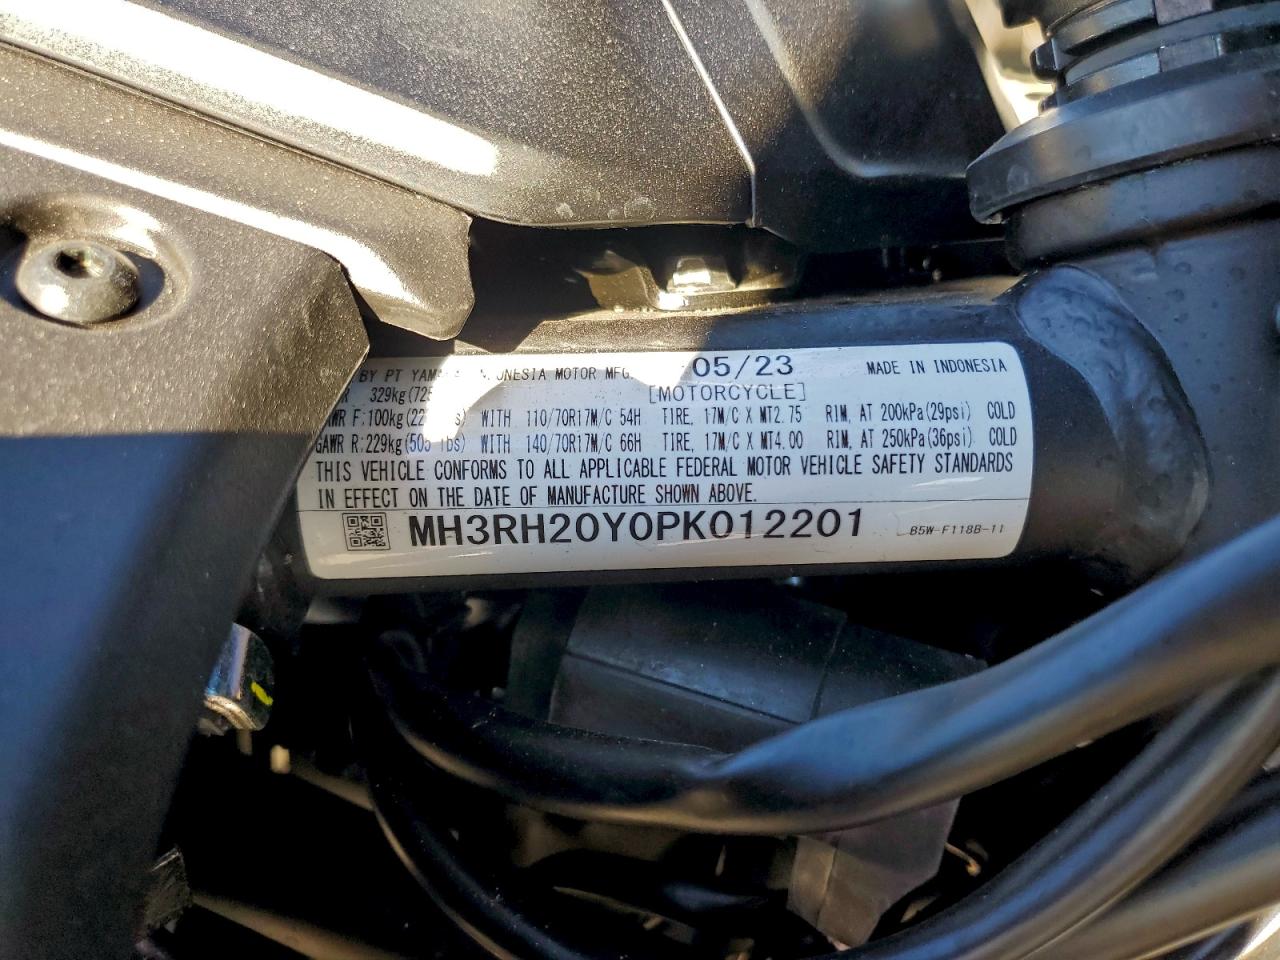 BY PT YAMA INDONESIA MOTOR MFG. 05/23 MADE IN INDONESIA
329kg(725 [MOTORCYCLE]
GAWR F:100kg(22 WITH 110/70R17M/C 54H TIRE, 17M/C X MT2.75 RIM, AT 200kPa(29psi) COLD
GAWR R:229kg(505 lbs) WITH 140/70R17M/C 66H TIRE, 17M/C X MT4.00 RIM, AT 250kPa(36psi) COLD
THIS VEHICLE CONFORMS TO ALL APPLICABLE FEDERAL MOTOR VEHICLE SAFETY STANDARDS
IN EFFECT ON THE DATE OF MANUFACTURE SHOWN ABOVE.
MH3RH20Y0PK012201 B5W-F118B-11